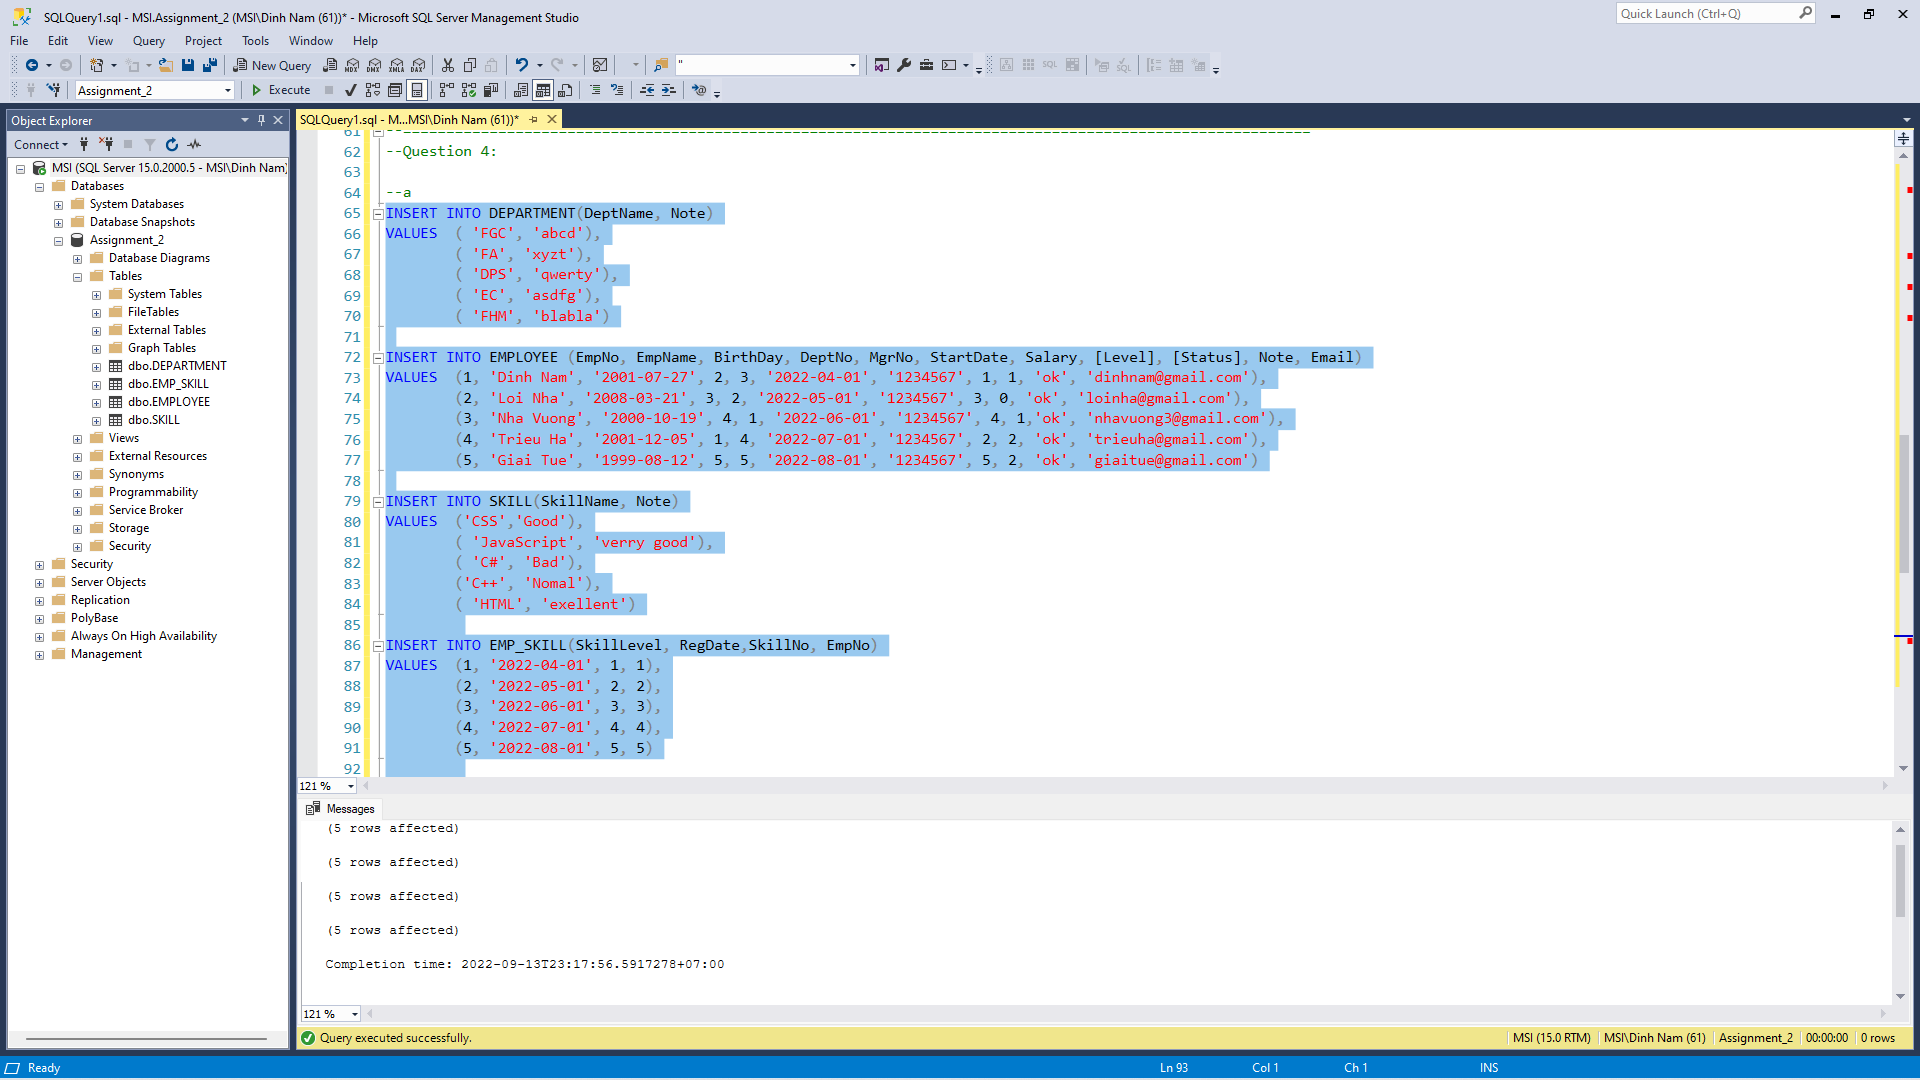 SQLQuery1.sql - MSI.Assignment_2 (MSI\Dinh Nam (61))* - Microsoft SQL Server Management Studio
Quick Launch (Ctrl+Q)
File Edit View Query Project Tools Window Help
New Query MDX DMX XMLA DAX "
Assignment_2 Execute
Object Explorer
Connect
MSI (SQL Server 15.0.2000.5 - MSI\Dinh Nam)
Databases
System Databases
Database Snapshots
Assignment_2
Database Diagrams
Tables
System Tables
FileTables
External Tables
Graph Tables
dbo.DEPARTMENT
dbo.EMP_SKILL
dbo.EMPLOYEE
dbo.SKILL
Views
External Resources
Synonyms
Programmability
Service Broker
Storage
Security
Security
Server Objects
Replication
PolyBase
Always On High Availability
Management
SQLQuery1.sql - M...MSI\Dinh Nam (61))*
61
62 --Question 4:
63
64 --a
65 INSERT INTO DEPARTMENT(DeptName, Note)
66 VALUES ( 'FGC', 'abcd'),
67 ( 'FA', 'xyzt'),
68 ( 'DPS', 'qwerty'),
69 ( 'EC', 'asdfg'),
70 ( 'FHM', 'blabla')
71
72 INSERT INTO EMPLOYEE (EmpNo, EmpName, BirthDay, DeptNo, MgrNo, StartDate, Salary, [Level], [Status], Note, Email)
73 VALUES (1, 'Dinh Nam', '2001-07-27', 2, 3, '2022-04-01', '1234567', 1, 1, 'ok', 'dinhnam@gmail.com'),
74 (2, 'Loi Nha', '2008-03-21', 3, 2, '2022-05-01', '1234567', 3, 0, 'ok', 'loinha@gmail.com'),
75 (3, 'Nha Vuong', '2000-10-19', 4, 1, '2022-06-01', '1234567', 4, 1,'ok', 'nhavuong3@gmail.com'),
76 (4, 'Trieu Ha', '2001-12-05', 1, 4, '2022-07-01', '1234567', 2, 2, 'ok', 'trieuha@gmail.com'),
77 (5, 'Giai Tue', '1999-08-12', 5, 5, '2022-08-01', '1234567', 5, 2, 'ok', 'giaitue@gmail.com')
78
79 INSERT INTO SKILL(SkillName, Note)
80 VALUES ('CSS','Good'),
81 ( 'JavaScript', 'verry good'),
82 ( 'C#', 'Bad'),
83 ('C++', 'Nomal'),
84 ( 'HTML', 'exellent')
85
86 INSERT INTO EMP_SKILL(SkillLevel, RegDate,SkillNo, EmpNo)
87 VALUES (1, '2022-04-01', 1, 1),
88 (2, '2022-05-01', 2, 2),
89 (3, '2022-06-01', 3, 3),
90 (4, '2022-07-01', 4, 4),
91 (5, '2022-08-01', 5, 5)
92
121 %
Messages
(5 rows affected)
(5 rows affected)
(5 rows affected)
(5 rows affected)
Completion time: 2022-09-13T23:17:56.5917278+07:00
121 %
Query executed successfully. MSI (15.0 RTM) MSI\Dinh Nam (61) Assignment_2 00:00:00 0 rows
Ready Ln 93 Col 1 Ch 1 INS